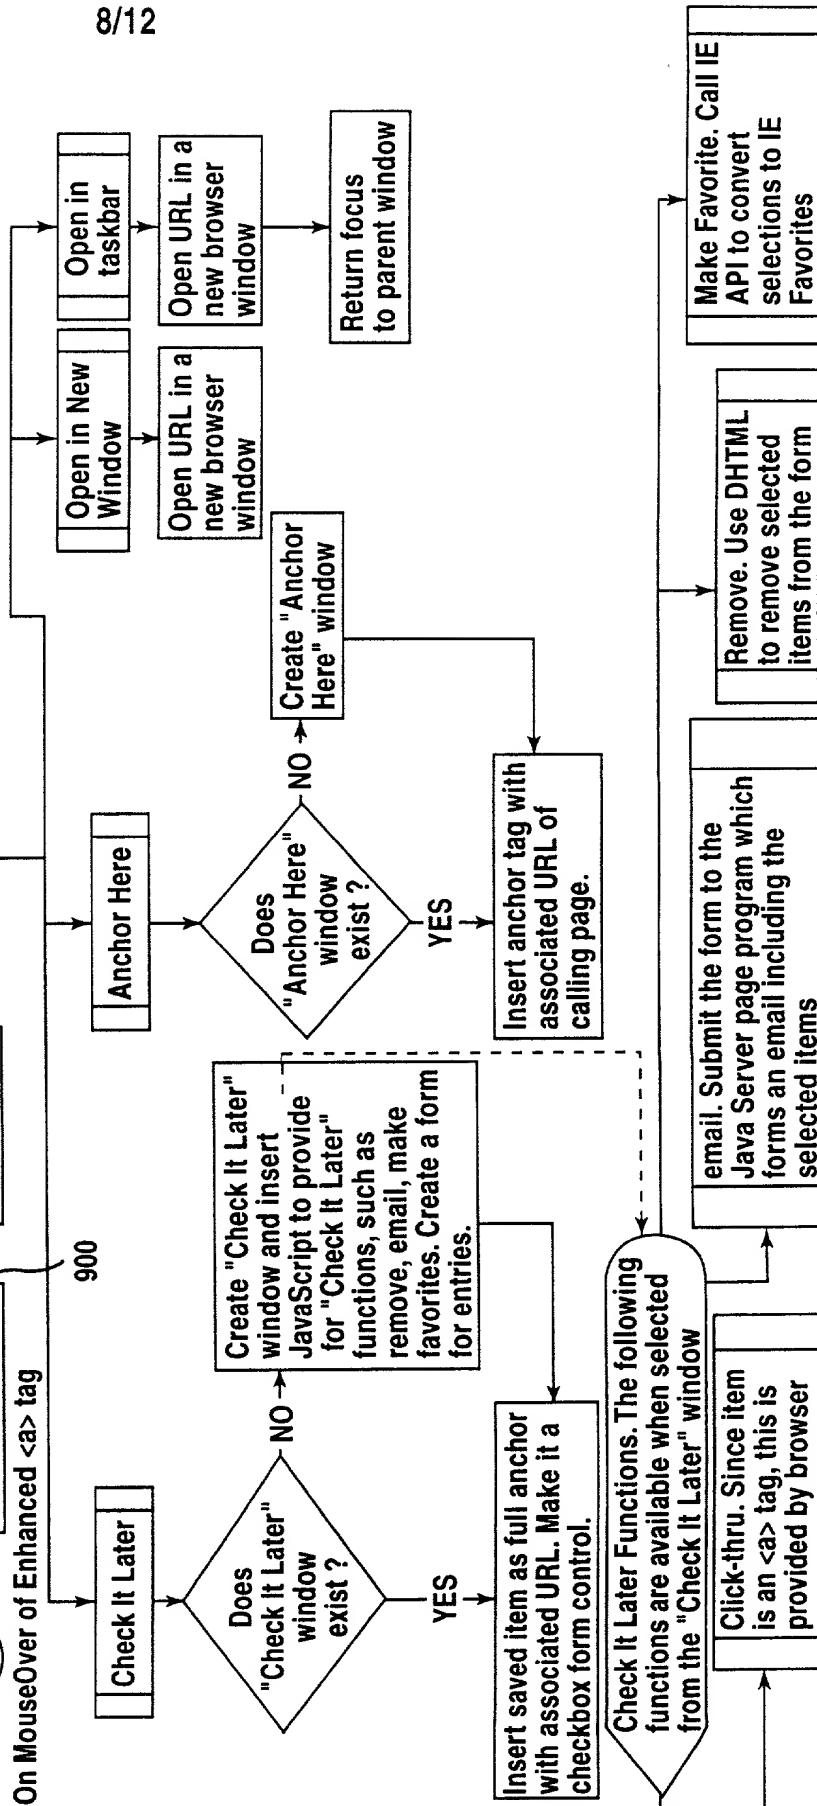 8/12
On MouseOver of Enhanced <a> tag
900
Check It Later
Does
"Check It Later"
window
exist ?
NO
YES
Create "Check It Later"
window and insert
JavaScript to provide
for "Check It Later"
functions, such as
remove, email, make
favorites. Create a form
for entries.
Insert saved item as full anchor
with associated URL. Make it a
checkbox form control.
Anchor Here
Does
"Anchor Here"
window
exist ?
NO
YES
Create "Anchor
Here" window
Insert anchor tag with
associated URL of
calling page.
Open in New
Window
Open URL in a
new browser
window
Open in
taskbar
Open URL in a
new browser
window
Return focus
to parent window
Check It Later Functions. The following
functions are available when selected
from the "Check It Later" window
Click-thru. Since item
is an <a> tag, this is
provided by browser
email. Submit the form to the
Java Server page program which
forms an email including the
selected items
Remove. Use DHTML
to remove selected
items from the form
Make Favorite. Call IE
API to convert
selections to IE
Favorites